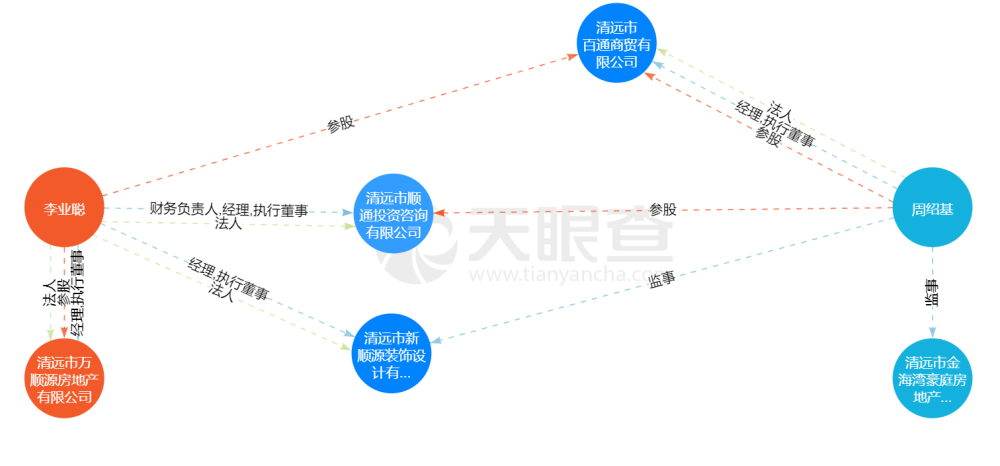 清远市
百通商贸有
限公司
法人
经理,执行董事
参股
参股
李业聪
财务负责人,经理,执行董事
法人
清远市顺
通投资咨询
有限公司
参股
周绍基
天眼查
www.tianyancha.com
经理,执行董事
法人
监事
法人
参股
经理,执行董事
监事
清远市新
顺源装饰设
计有...
清远市万
顺源房地产
有限公司
清远市金
海湾豪庭房
地产...